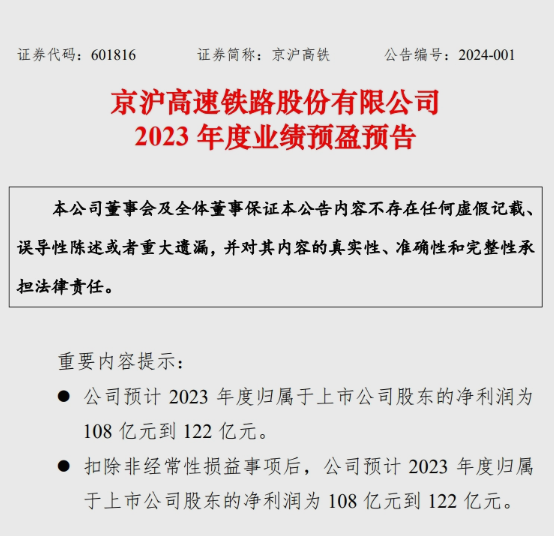 证券代码：601816 证券简称：京沪高铁 公告编号：2024-001
京沪高速铁路股份有限公司
2023 年度业绩预盈预告
本公司董事会及全体董事保证本公告内容不存在任何虚假记载、
误导性陈述或者重大遗漏，并对其内容的真实性、准确性和完整性承
担法律责任。
重要内容提示：
● 公司预计 2023 年度归属于上市公司股东的净利润为
108 亿元到 122 亿元。
● 扣除非经常性损益事项后，公司预计 2023 年度归属
于上市公司股东的净利润为 108 亿元到 122 亿元。